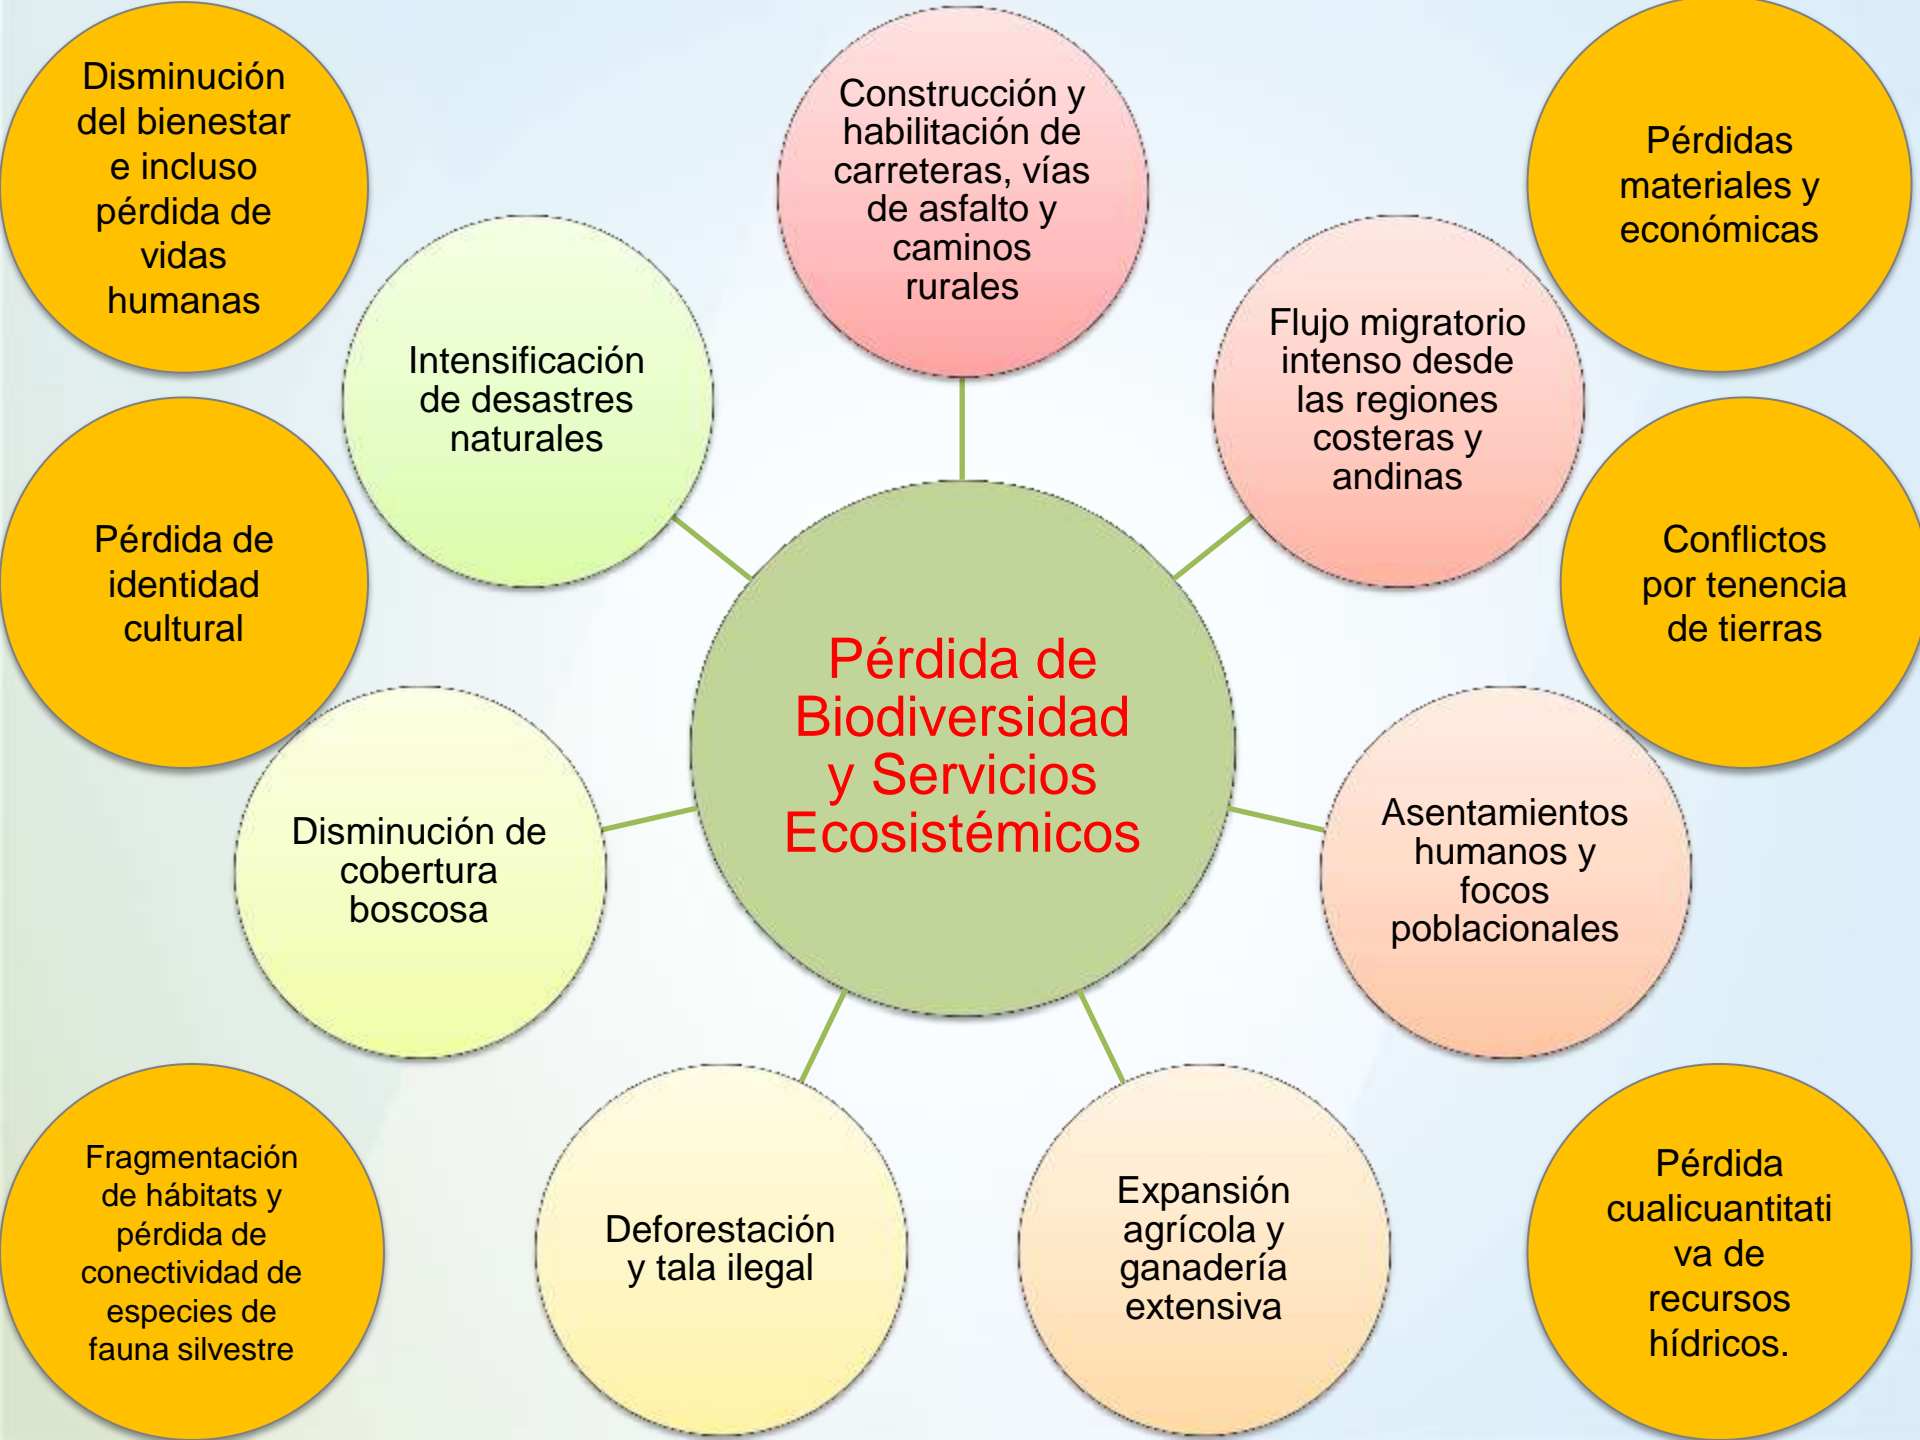 Disminución
del bienestar
e incluso
pérdida de
vidas
humanas
Construcción y
habilitación de
carreteras, vías
de asfalto y
caminos
rurales
Pérdidas
materiales y
económicas
Intensificación
de desastres
naturales
Flujo migratorio
intenso desde
las regiones
costeras y
andinas
Pérdida de
identidad
cultural
Conflictos
por tenencia
de tierras
Pérdida de
Biodiversidad
y Servicios
Ecosistémicos
Disminución de
cobertura
boscosa
Asentamientos
humanos y
focos
poblacionales
Fragmentación
de hábitats y
pérdida de
conectividad de
especies de
fauna silvestre
Deforestación
y tala ilegal
Expansión
agrícola y
ganadería
extensiva
Pérdida
cualicuantitati
va de
recursos
hídricos.